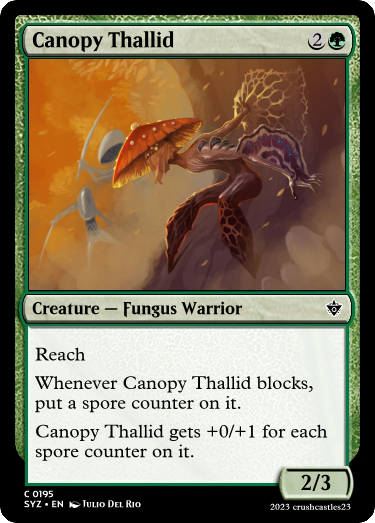 Canopy Thallid 2
Creature — Fungus Warrior
Reach
Whenever Canopy Thallid blocks,
put a spore counter on it.
Canopy Thallid gets +0/+1 for each
spore counter on it.
2/3
C 0195
SYZ • EN Julio Del Rio
2023 crushcastles23